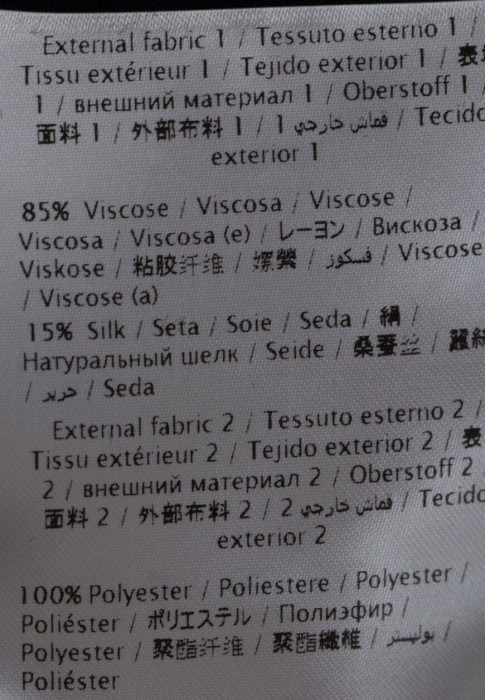 External fabric 1 / Tessuto esterno 1 /
Tissu extérieur 1 / Tejido exterior 1 / 表
1 / внешний материал 1 / Oberstoff 1 /
面料 1 / 外部布料 1 / 1 قماش خارجي / Tecido
exterior 1
85% Viscose / Viscosa / Viscose /
Viscosa / Viscosa (e) / レーヨン / Вискоза /
Viskose / 粘胶纤维 / 嫘縈 / فسكوز / Viscose
/ Viscose (a)
15% Silk / Seta / Soie / Seda / 絹 /
Натуральный шелк / Seide / 桑蚕丝 / 蠶絲
/ حرير / Seda
External fabric 2 / Tessuto esterno 2 /
Tissu extérieur 2 / Tejido exterior 2 / 表
2 / внешний материал 2 / Oberstoff 2
面料 2 / 外部布料 2 / 2 قماش خارجي / Tecido
exterior 2
100% Polyester / Poliestere / Polyester /
Poliéster / ポリエステル / Полиэфир /
Polyester / 聚酯纤维 / 聚酯纖維 / بوليستر /
Poliéster